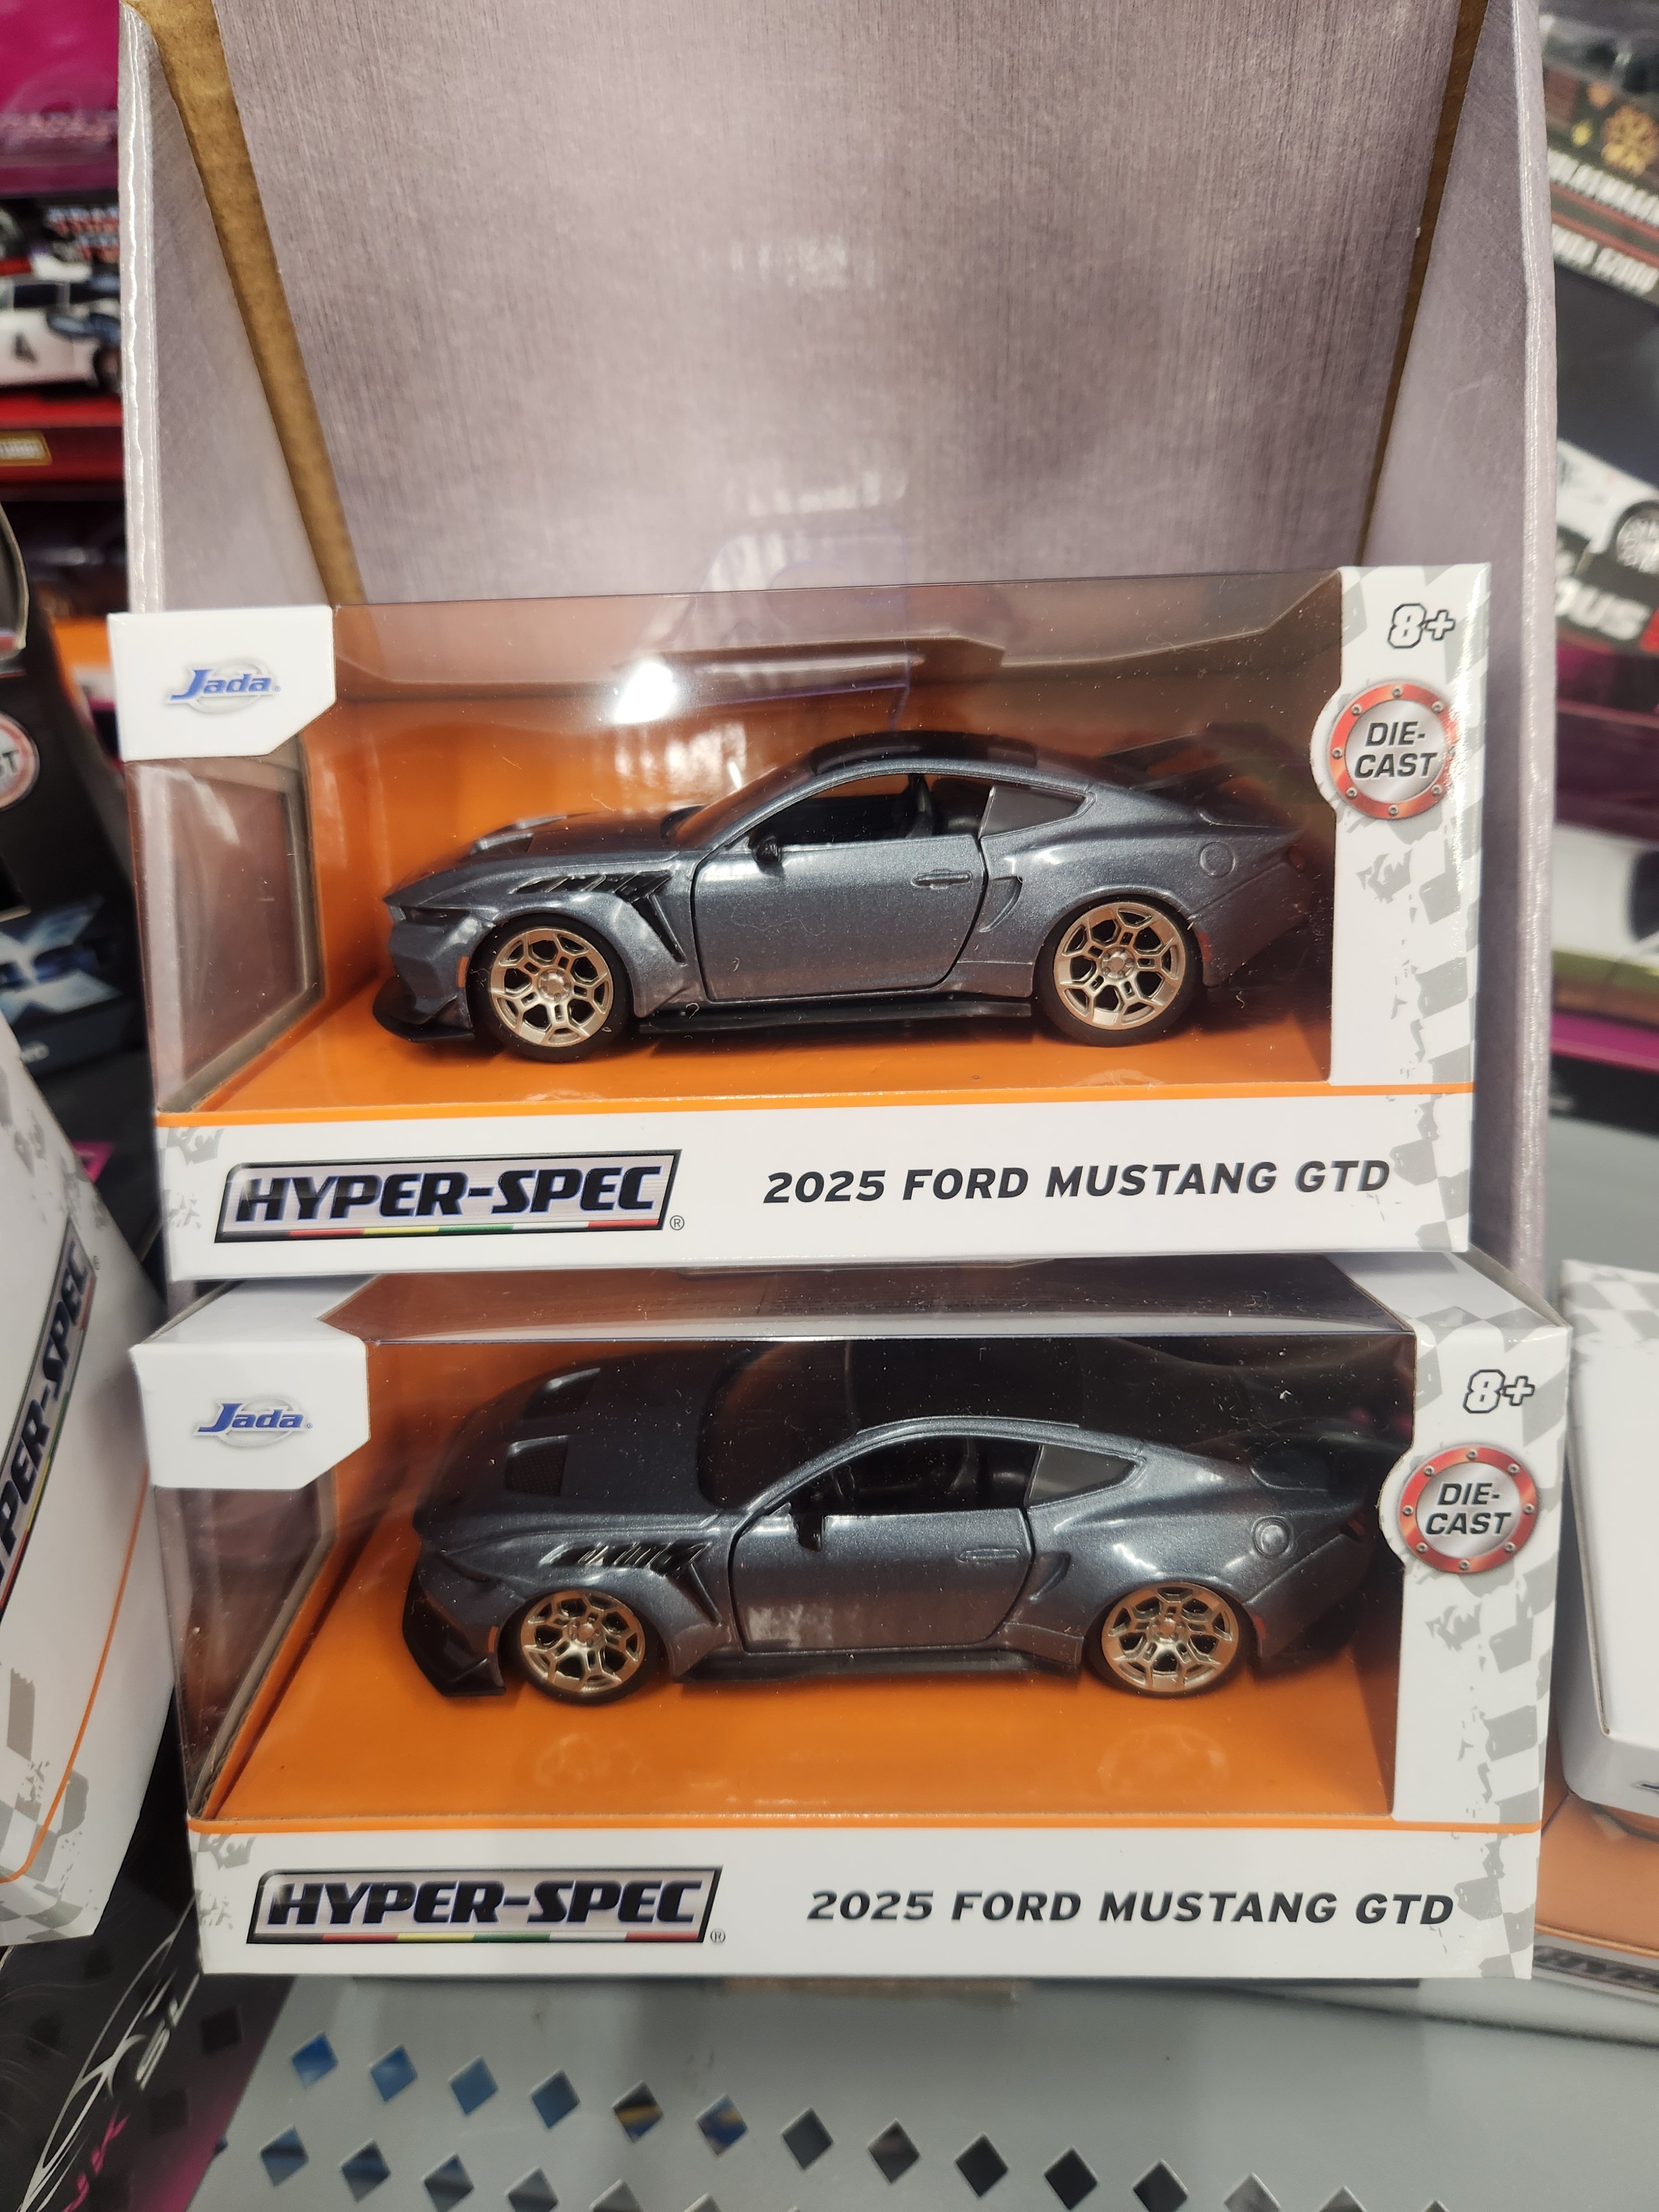 Jada
8+
DIE-
CAST
HYPER-SPEC®
2025 FORD MUSTANG GTD
Jada
8+
DIE-
CAST
HYPER-SPEC®
2025 FORD MUSTANG GTD